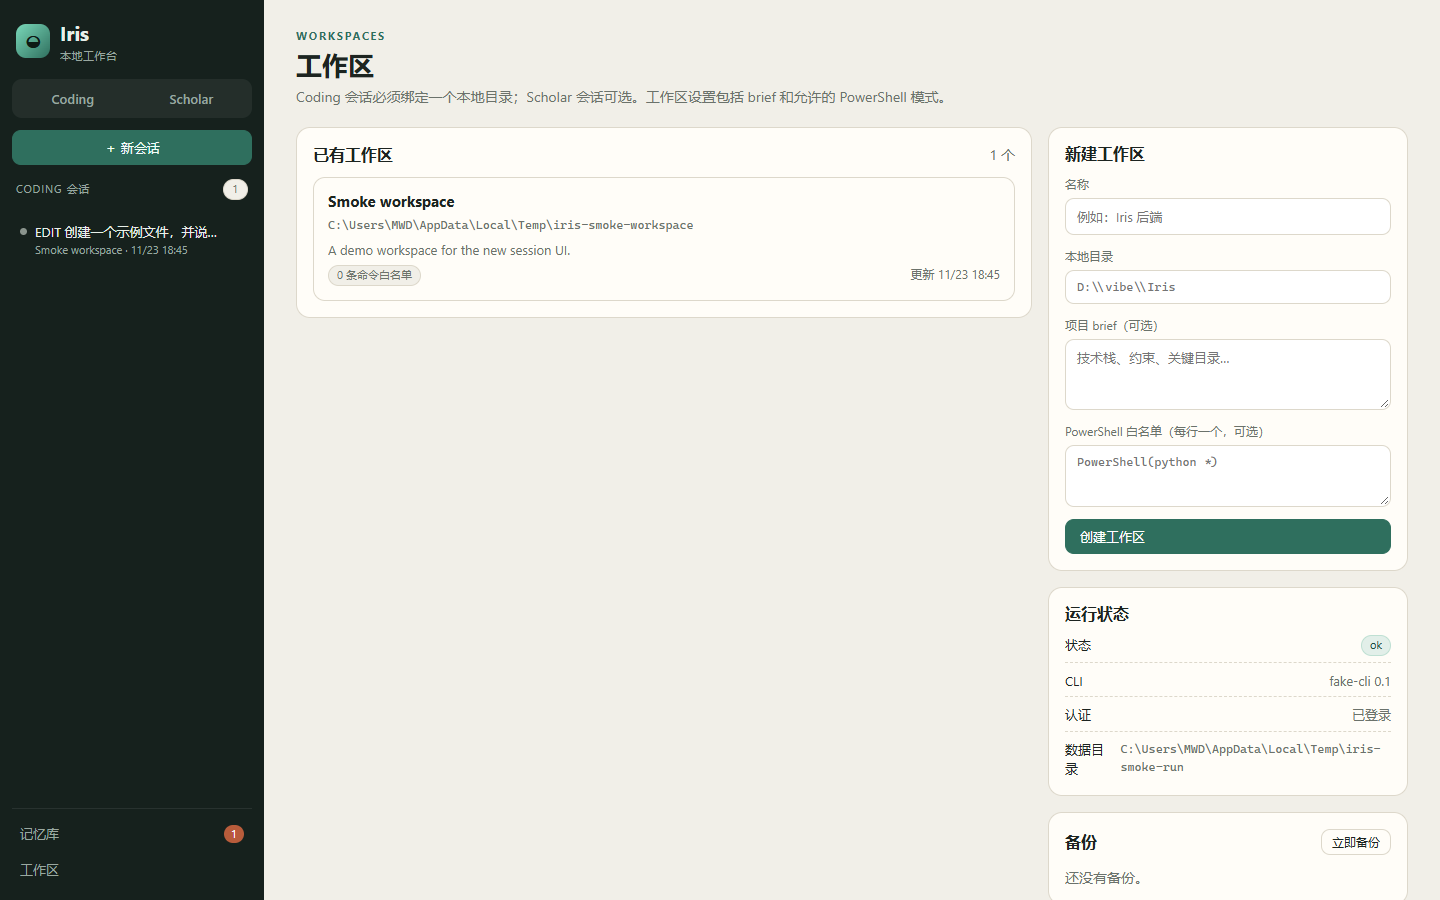 Iris
本地工作台
Coding
Scholar
+ 新会话
CODING 会话
1
EDIT 创建一个示例文件，并说...
Smoke workspace · 11/23 18:45
记忆库
1
工作区
WORKSPACES
工作区
Coding 会话必须绑定一个本地目录；Scholar 会话可选。工作区设置包括 brief 和允许的 PowerShell 模式。
已有工作区
1 个
Smoke workspace
C:\Users\MWD\AppData\Local\Temp\iris-smoke-workspace
A demo workspace for the new session UI.
0 条命令白名单
更新 11/23 18:45
新建工作区
名称
例如：Iris 后端
本地目录
D:\\vibe\\Iris
项目 brief（可选）
技术栈、约束、关键目录...
PowerShell 白名单（每行一个，可选）
PowerShell(python *)
创建工作区
运行状态
状态
ok
CLI
fake-cli 0.1
认证
已登录
数据目
录
C:\Users\MWD\AppData\Local\Temp\iris-
smoke-run
备份
立即备份
还没有备份。